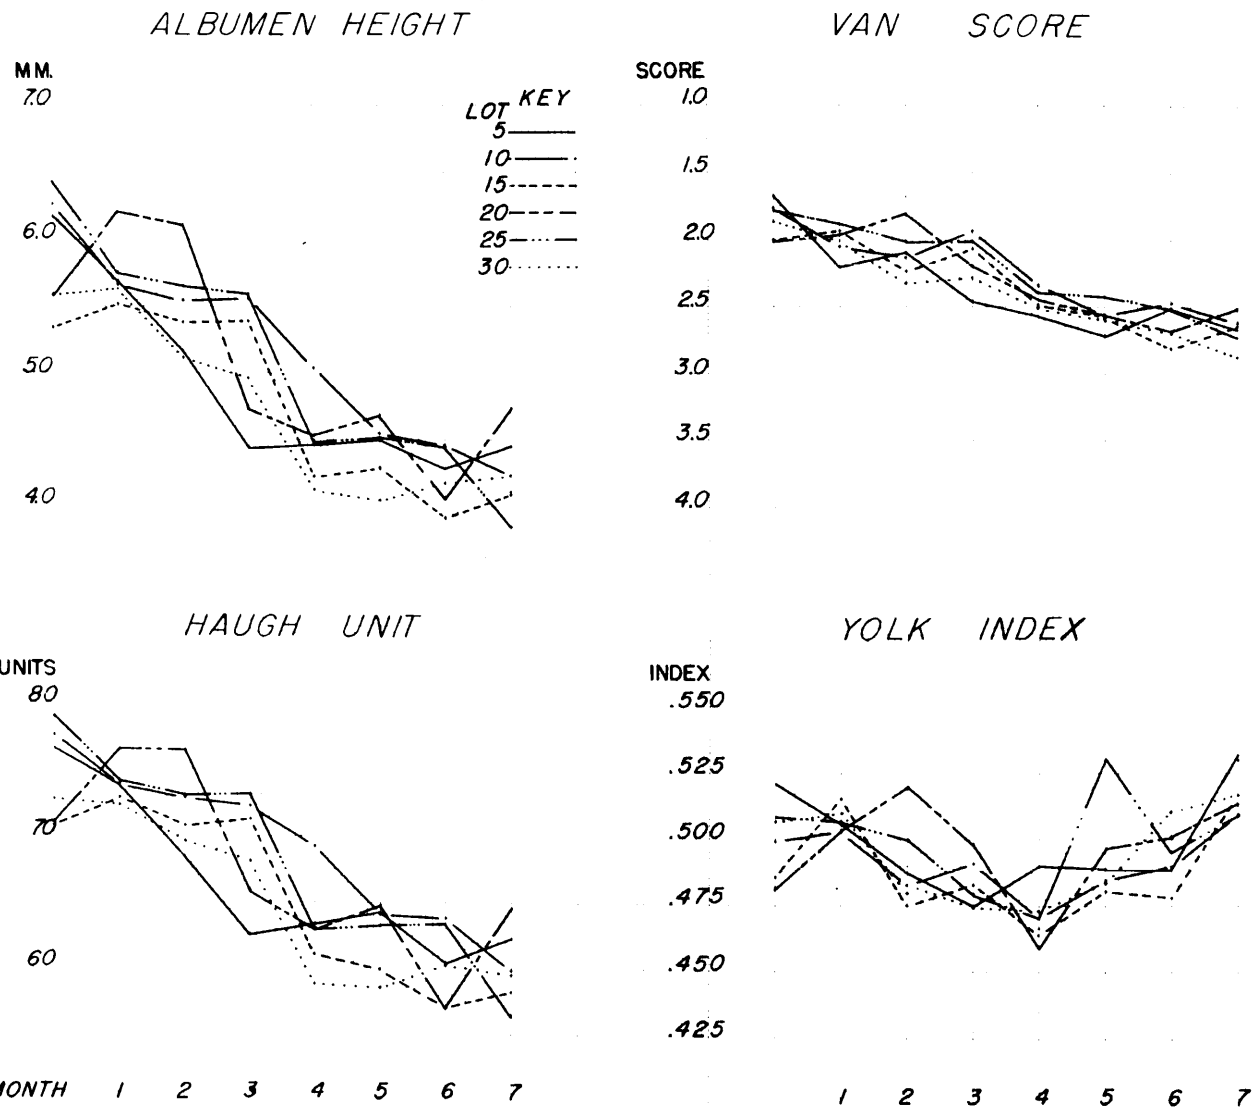 ALBUMEN HEIGHT
MM.
7.0
6.0
5.0
4.0
KEY
LOT
5
10
15
20
25
30
VAN SCORE
SCORE
1.0
1.5
2.0
2.5
3.0
3.5
4.0
HAUGH UNIT
UNITS
80
70
60
MONTH 1 2 3 4 5 6 7
YOLK INDEX
INDEX
.550
.525
.500
.475
.450
.425
1 2 3 4 5 6 7